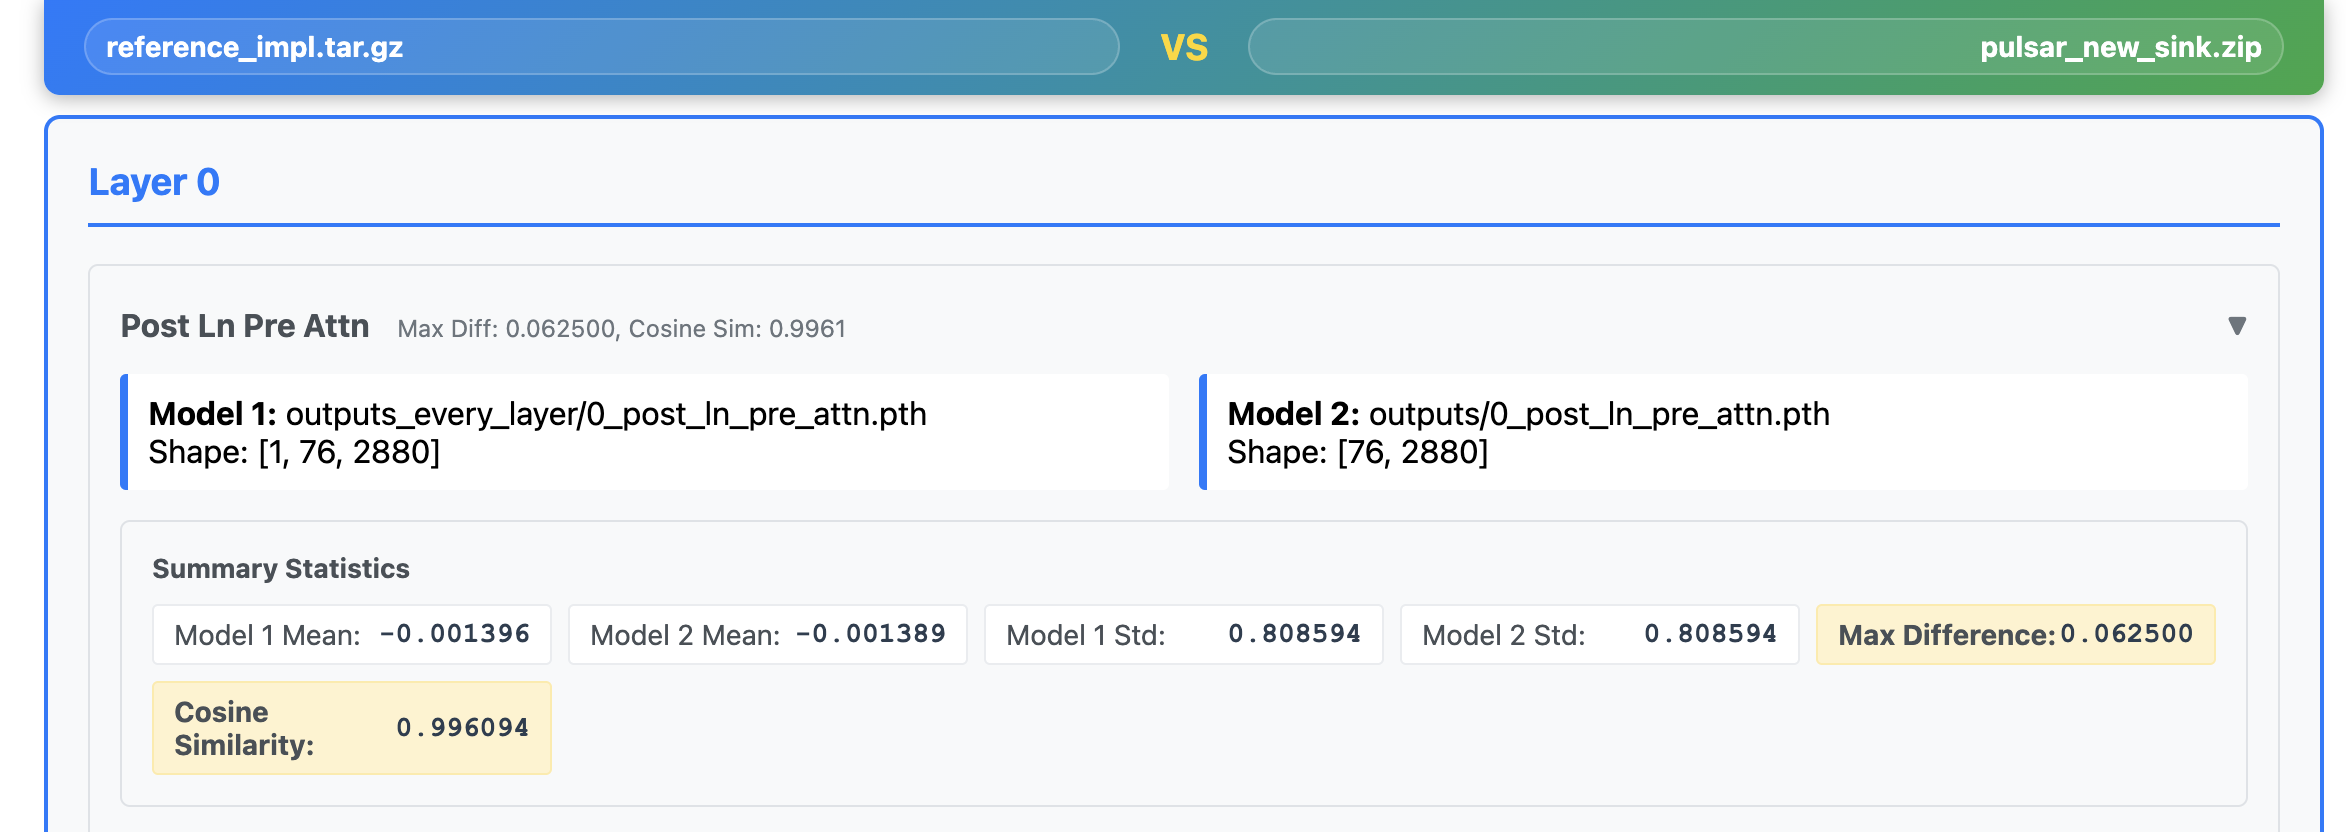 reference_impl.tar.gz
VS
pulsar_new_sink.zip
Layer 0
Post Ln Pre Attn Max Diff: 0.062500, Cosine Sim: 0.9961
▼
Model 1: outputs_every_layer/0_post_ln_pre_attn.pth
Shape: [1, 76, 2880]
Model 2: outputs/0_post_ln_pre_attn.pth
Shape: [76, 2880]
Summary Statistics
Model 1 Mean: -0.001396
Model 2 Mean: -0.001389
Model 1 Std: 0.808594
Model 2 Std: 0.808594
Max Difference: 0.062500
Cosine
Similarity: 0.996094